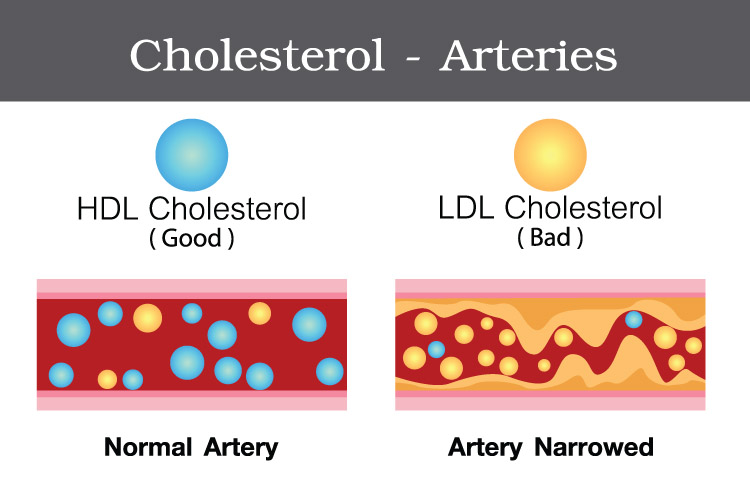 Cholesterol - Arteries
HDL Cholesterol
( Good )
LDL Cholesterol
( Bad )
Normal Artery
Artery Narrowed